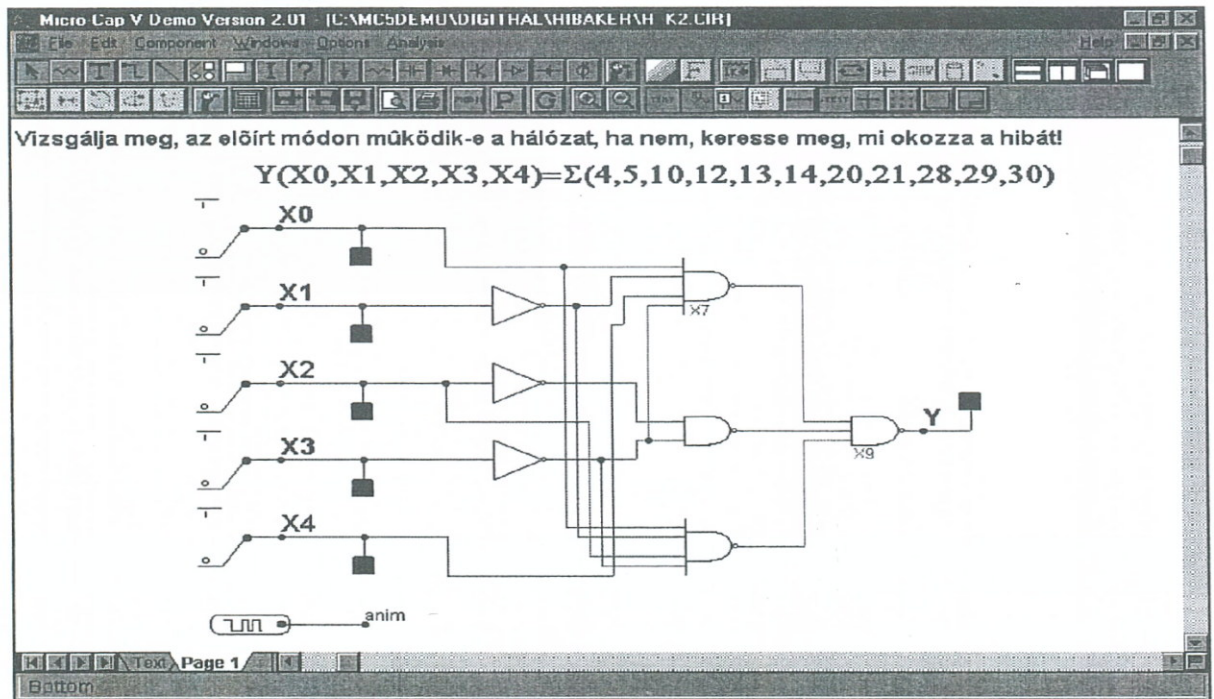 Micro-Cap V Demo Version 2.01 - [C:\MC5DEMO\DIGITHAL\HIBAKER\H_K2.CIR]
File Edit Component Windows Options Analysis Help
Vizsgálja meg, az elõírt módon mûködik-e a hálózat, ha nem, keresse meg, mi okozza a hibát!
Y(X0,X1,X2,X3,X4)=Σ(4,5,10,12,13,14,20,21,28,29,30)
X0
X1
X7
X2
Y
X9
X3
X4
anim
Text Page 1
Bottom